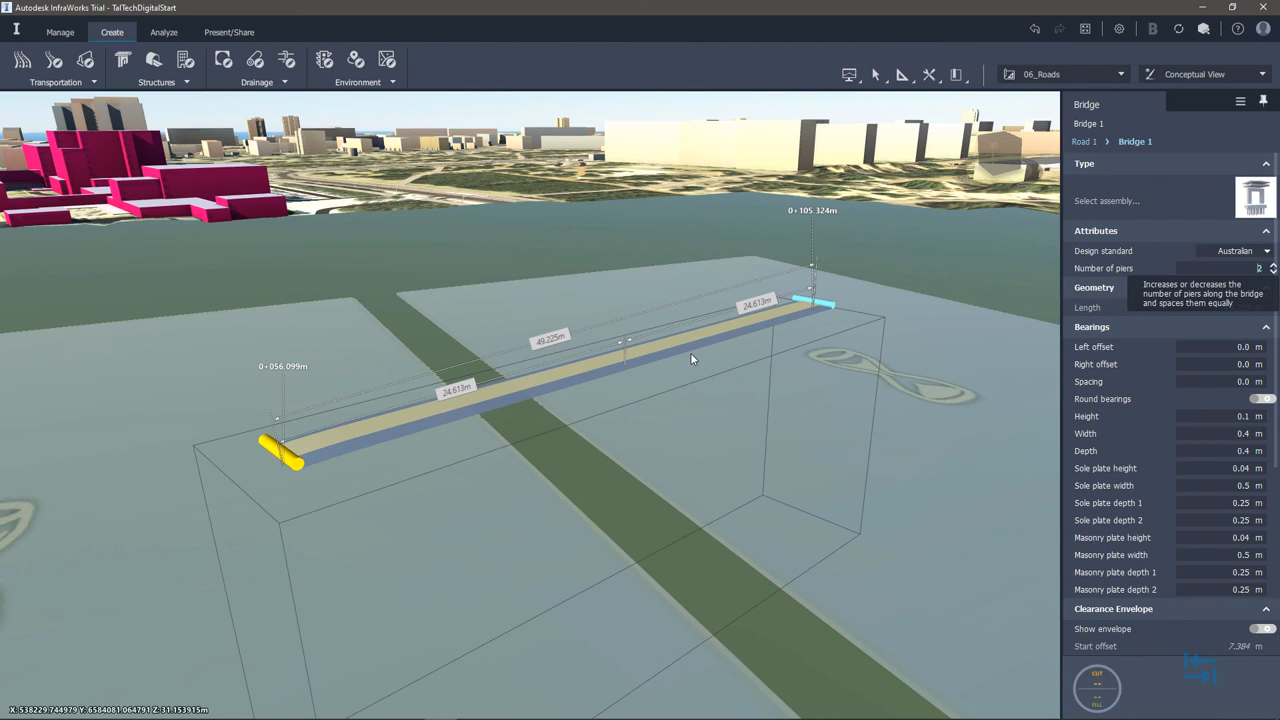 Autodesk InfraWorks Trial - TalTechDigitalStart
Manage
Create
Analyze
Present/Share
Transportation
Structures
Drainage
Environment
06_Roads
Conceptual View
0+105.324m
24.613m
49.225m
0+056.099m
24.613m
Bridge
Bridge 1
Road 1 Bridge 1
Type
Select assembly...
Attributes
Design standard Australian
Number of piers 2
Increases or decreases the
number of piers along the bridge
and spaces them equally
Geometry
Length
Bearings
Left offset 0.0 m
Right offset 0.0 m
Spacing 0.0 m
Round bearings
Height 0.1 m
Width 0.4 m
Depth 0.4 m
Sole plate height 0.04 m
Sole plate width 0.5 m
Sole plate depth 1 0.25 m
Sole plate depth 2 0.25 m
Masonry plate height 0.04 m
Masonry plate width 0.5 m
Masonry plate depth 1 0.25 m
Masonry plate depth 2 0.25 m
Clearance Envelope
Show envelope
Start offset 7.384 m
CUT
--
--
FILL
X: 538229.744979 Y: 6584081.064791 Z: 31.153915m